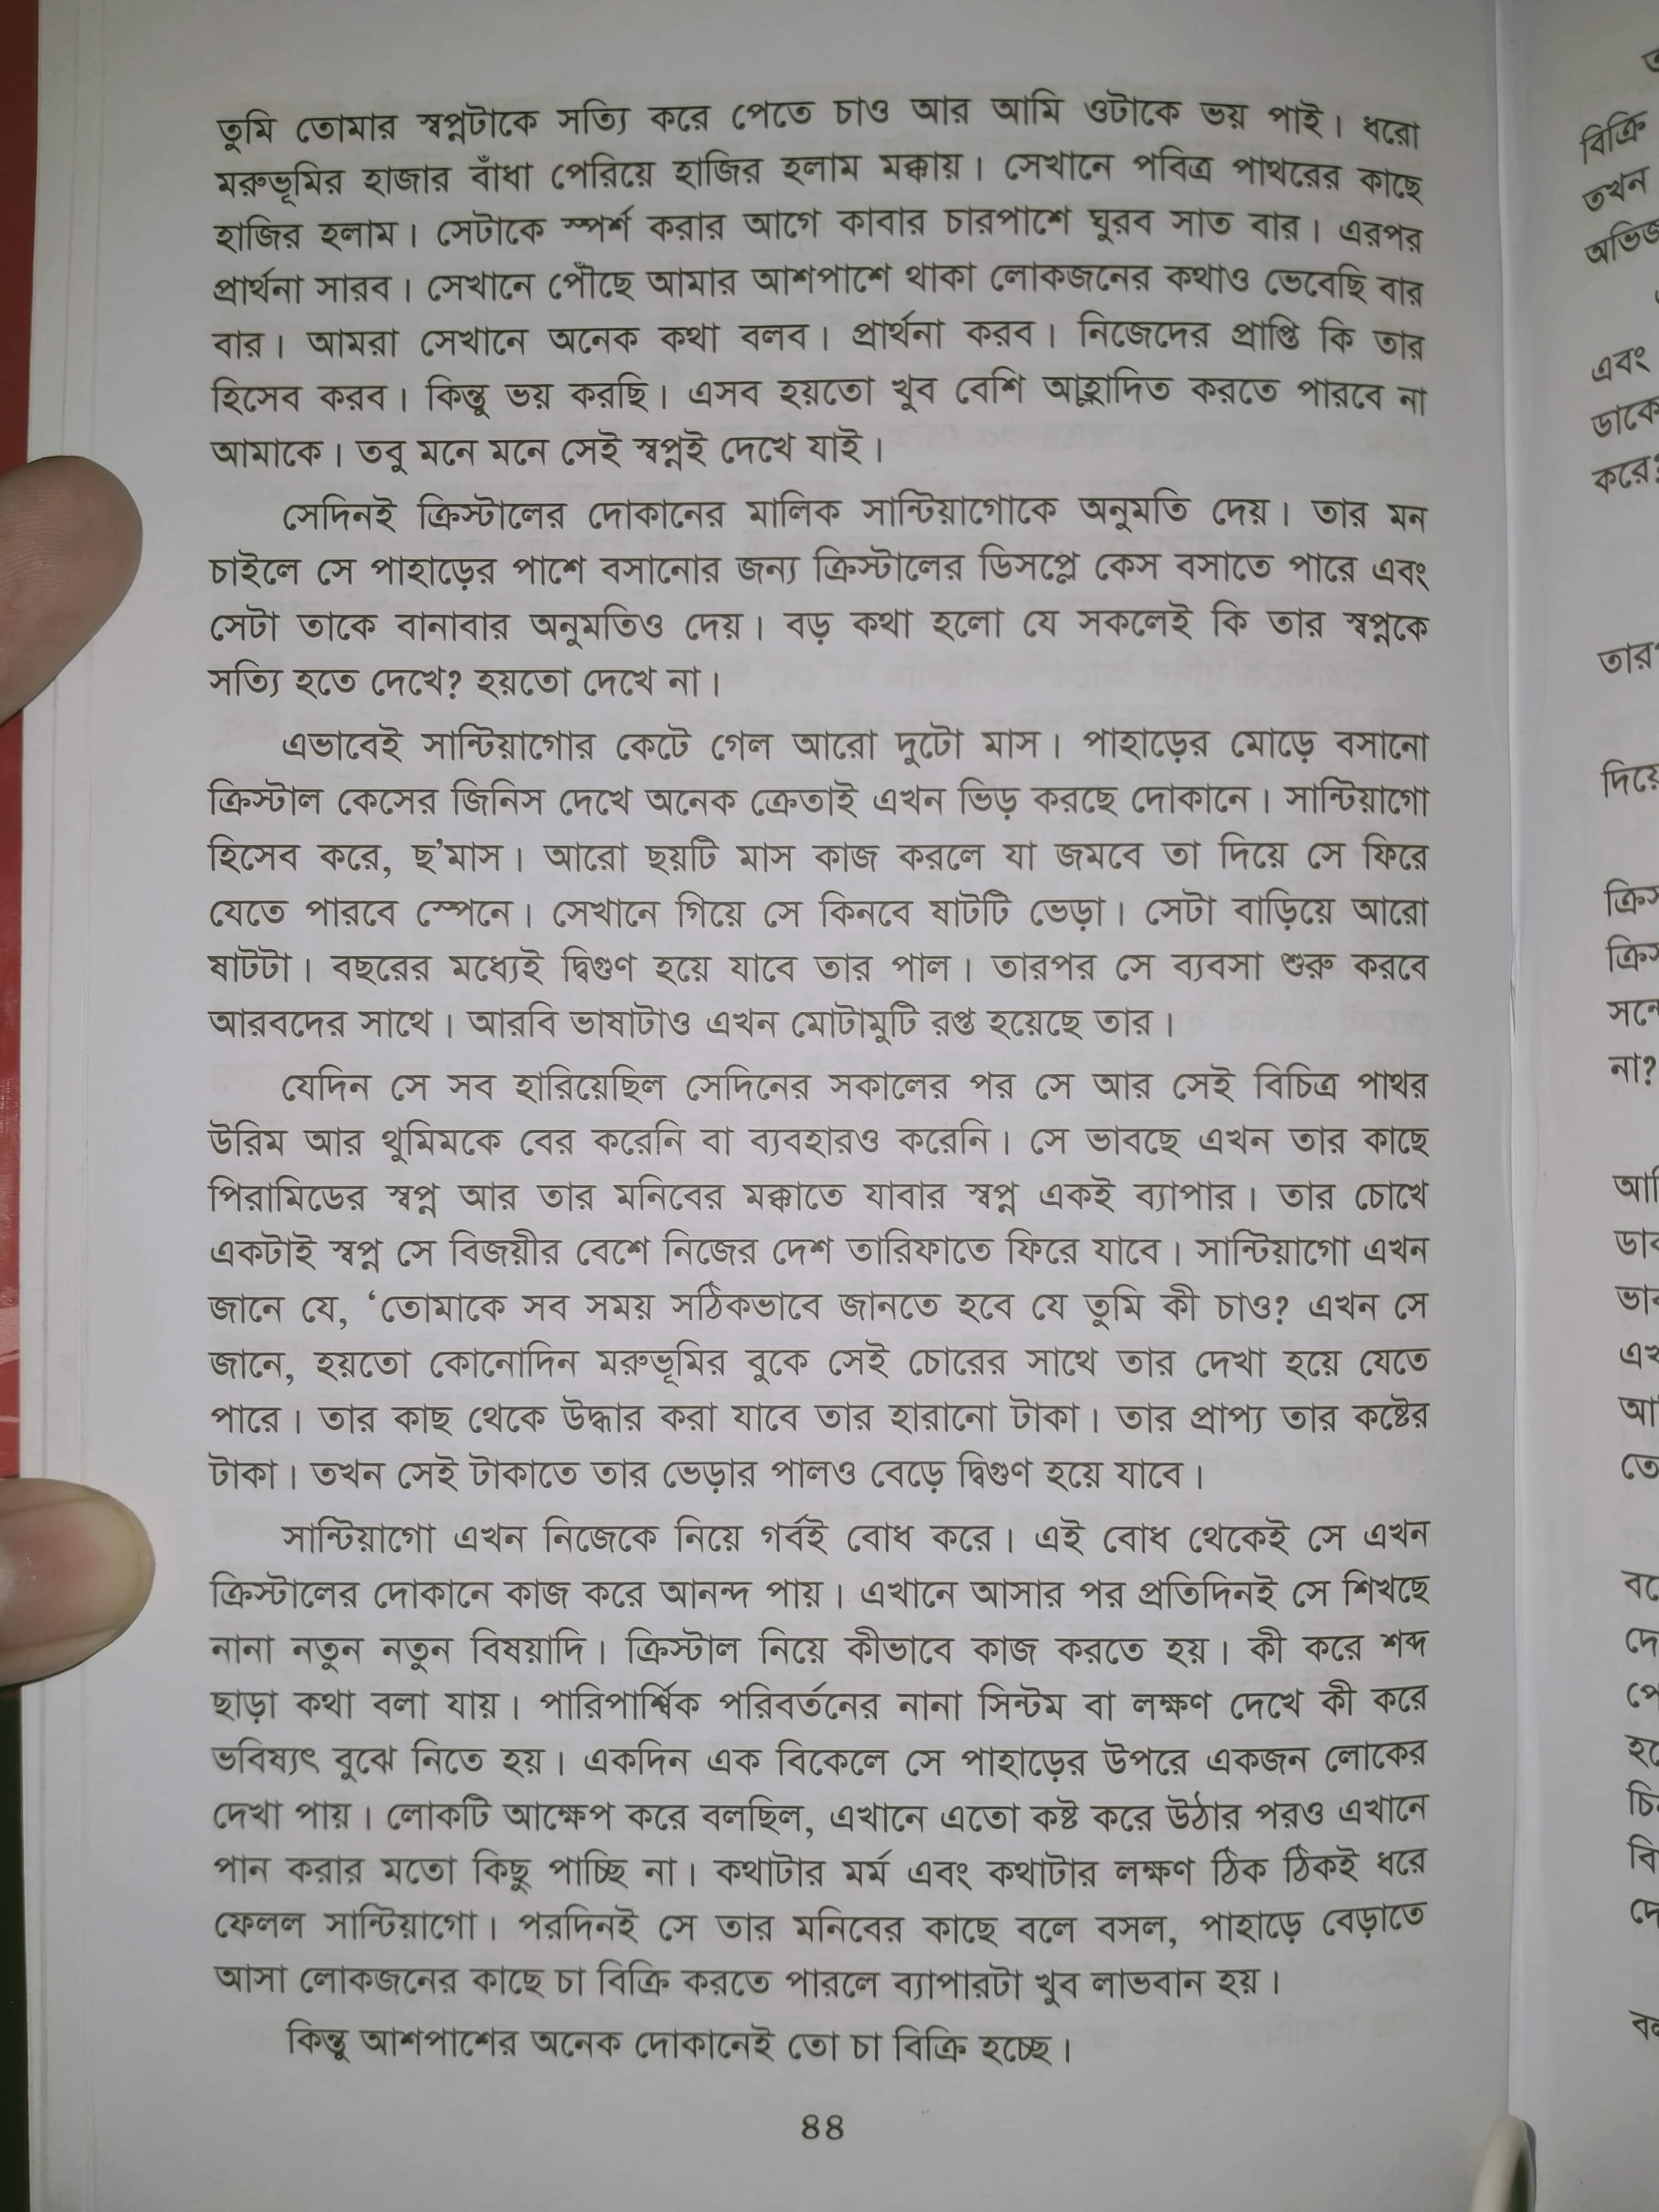 তুমি তোমার স্বপ্নটাকে সত্যি করে পেতে চাও আর আমি ওটাকে ভয় পাই। ধরো
মরুভূমির হাজার বাঁধা পেরিয়ে হাজির হলাম মক্কায়। সেখানে পবিত্র পাথরের কাছে
হাজির হলাম। সেটাকে স্পর্শ করার আগে কাবার চারপাশে ঘুরব সাত বার। এরপর
প্রার্থনা সারব। সেখানে পৌঁছে আমার আশপাশে থাকা লোকজনের কথাও ভেবেছি বার
বার। আমরা সেখানে অনেক কথা বলব। প্রার্থনা করব। নিজেদের প্রাপ্তি কি তার
হিসেব করব। কিন্তু ভয় করছি। এসব হয়তো খুব বেশি আহ্লাদিত করতে পারবে না
আমাকে। তবু মনে মনে সেই স্বপ্নই দেখে যাই।
সেদিনই ক্রিস্টালের দোকানের মালিক সান্টিয়াগোকে অনুমতি দেয়। তার মন
চাইলে সে পাহাড়ের পাশে বসানোর জন্য ক্রিস্টালের ডিসপ্লে কেস বসাতে পারে এবং
সেটা তাকে বানাবার অনুমতিও দেয়। বড় কথা হলো যে সকলেই কি তার স্বপ্নকে
সত্যি হতে দেখে? হয়তো দেখে না।
এভাবেই সান্টিয়াগোর কেটে গেল আরো দুটো মাস। পাহাড়ের মোড়ে বসানো
ক্রিস্টাল কেসের জিনিস দেখে অনেক ক্রেতাই এখন ভিড় করছে দোকানে। সান্টিয়াগো
হিসেব করে, ছ’মাস। আরো ছয়টি মাস কাজ করলে যা জমবে তা দিয়ে সে ফিরে
যেতে পারবে স্পেনে। সেখানে গিয়ে সে কিনবে ষাটটি ভেড়া। সেটা বাড়িয়ে আরো
ষাটটা। বছরের মধ্যেই দ্বিগুণ হয়ে যাবে তার পাল। তারপর সে ব্যবসা শুরু করবে
আরবদের সাথে। আরবি ভাষাটাও এখন মোটামুটি রপ্ত হয়েছে তার।
যেদিন সে সব হারিয়েছিল সেদিনের সকালের পর সে আর সেই বিচিত্র পাথর
উরিম আর থুমিমকে বের করেনি বা ব্যবহারও করেনি। সে ভাবছে এখন তার কাছে
পিরামিডের স্বপ্ন আর তার মনিবের মক্কাতে যাবার স্বপ্ন একই ব্যাপার। তার চোখে
একটাই স্বপ্ন সে বিজয়ীর বেশে নিজের দেশ তারিফাতে ফিরে যাবে। সান্টিয়াগো এখন
জানে যে, ‘তোমাকে সব সময় সঠিকভাবে জানতে হবে যে তুমি কী চাও? এখন সে
জানে, হয়তো কোনোদিন মরুভূমির বুকে সেই চোরের সাথে তার দেখা হয়ে যেতে
পারে। তার কাছ থেকে উদ্ধার করা যাবে তার হারানো টাকা। তার প্রাপ্য তার কষ্টের
টাকা। তখন সেই টাকাতে তার ভেড়ার পালও বেড়ে দ্বিগুণ হয়ে যাবে।
সান্টিয়াগো এখন নিজেকে নিয়ে গর্বই বোধ করে। এই বোধ থেকেই সে এখন
ক্রিস্টালের দোকানে কাজ করে আনন্দ পায়। এখানে আসার পর প্রতিদিনই সে শিখছে
নানা নতুন নতুন বিষয়াদি। ক্রিস্টাল নিয়ে কীভাবে কাজ করতে হয়। কী করে শব্দ
ছাড়া কথা বলা যায়। পারিপার্শ্বিক পরিবর্তনের নানা সিন্টম বা লক্ষণ দেখে কী করে
ভবিষ্যৎ বুঝে নিতে হয়। একদিন এক বিকেলে সে পাহাড়ের উপরে একজন লোকের
দেখা পায়। লোকটি আক্ষেপ করে বলছিল, এখানে এতো কষ্ট করে উঠার পরও এখানে
পান করার মতো কিছু পাচ্ছি না। কথাটার মর্ম এবং কথাটার লক্ষণ ঠিক ঠিকই ধরে
ফেলল সান্টিয়াগো। পরদিনই সে তার মনিবের কাছে বলে বসল, পাহাড়ে বেড়াতে
আসা লোকজনের কাছে চা বিক্রি করতে পারলে ব্যাপারটা খুব লাভবান হয়।
কিন্তু আশপাশের অনেক দোকানেই তো চা বিক্রি হচ্ছে।
৪৪
বিক্রি
তখন
এবং
না?